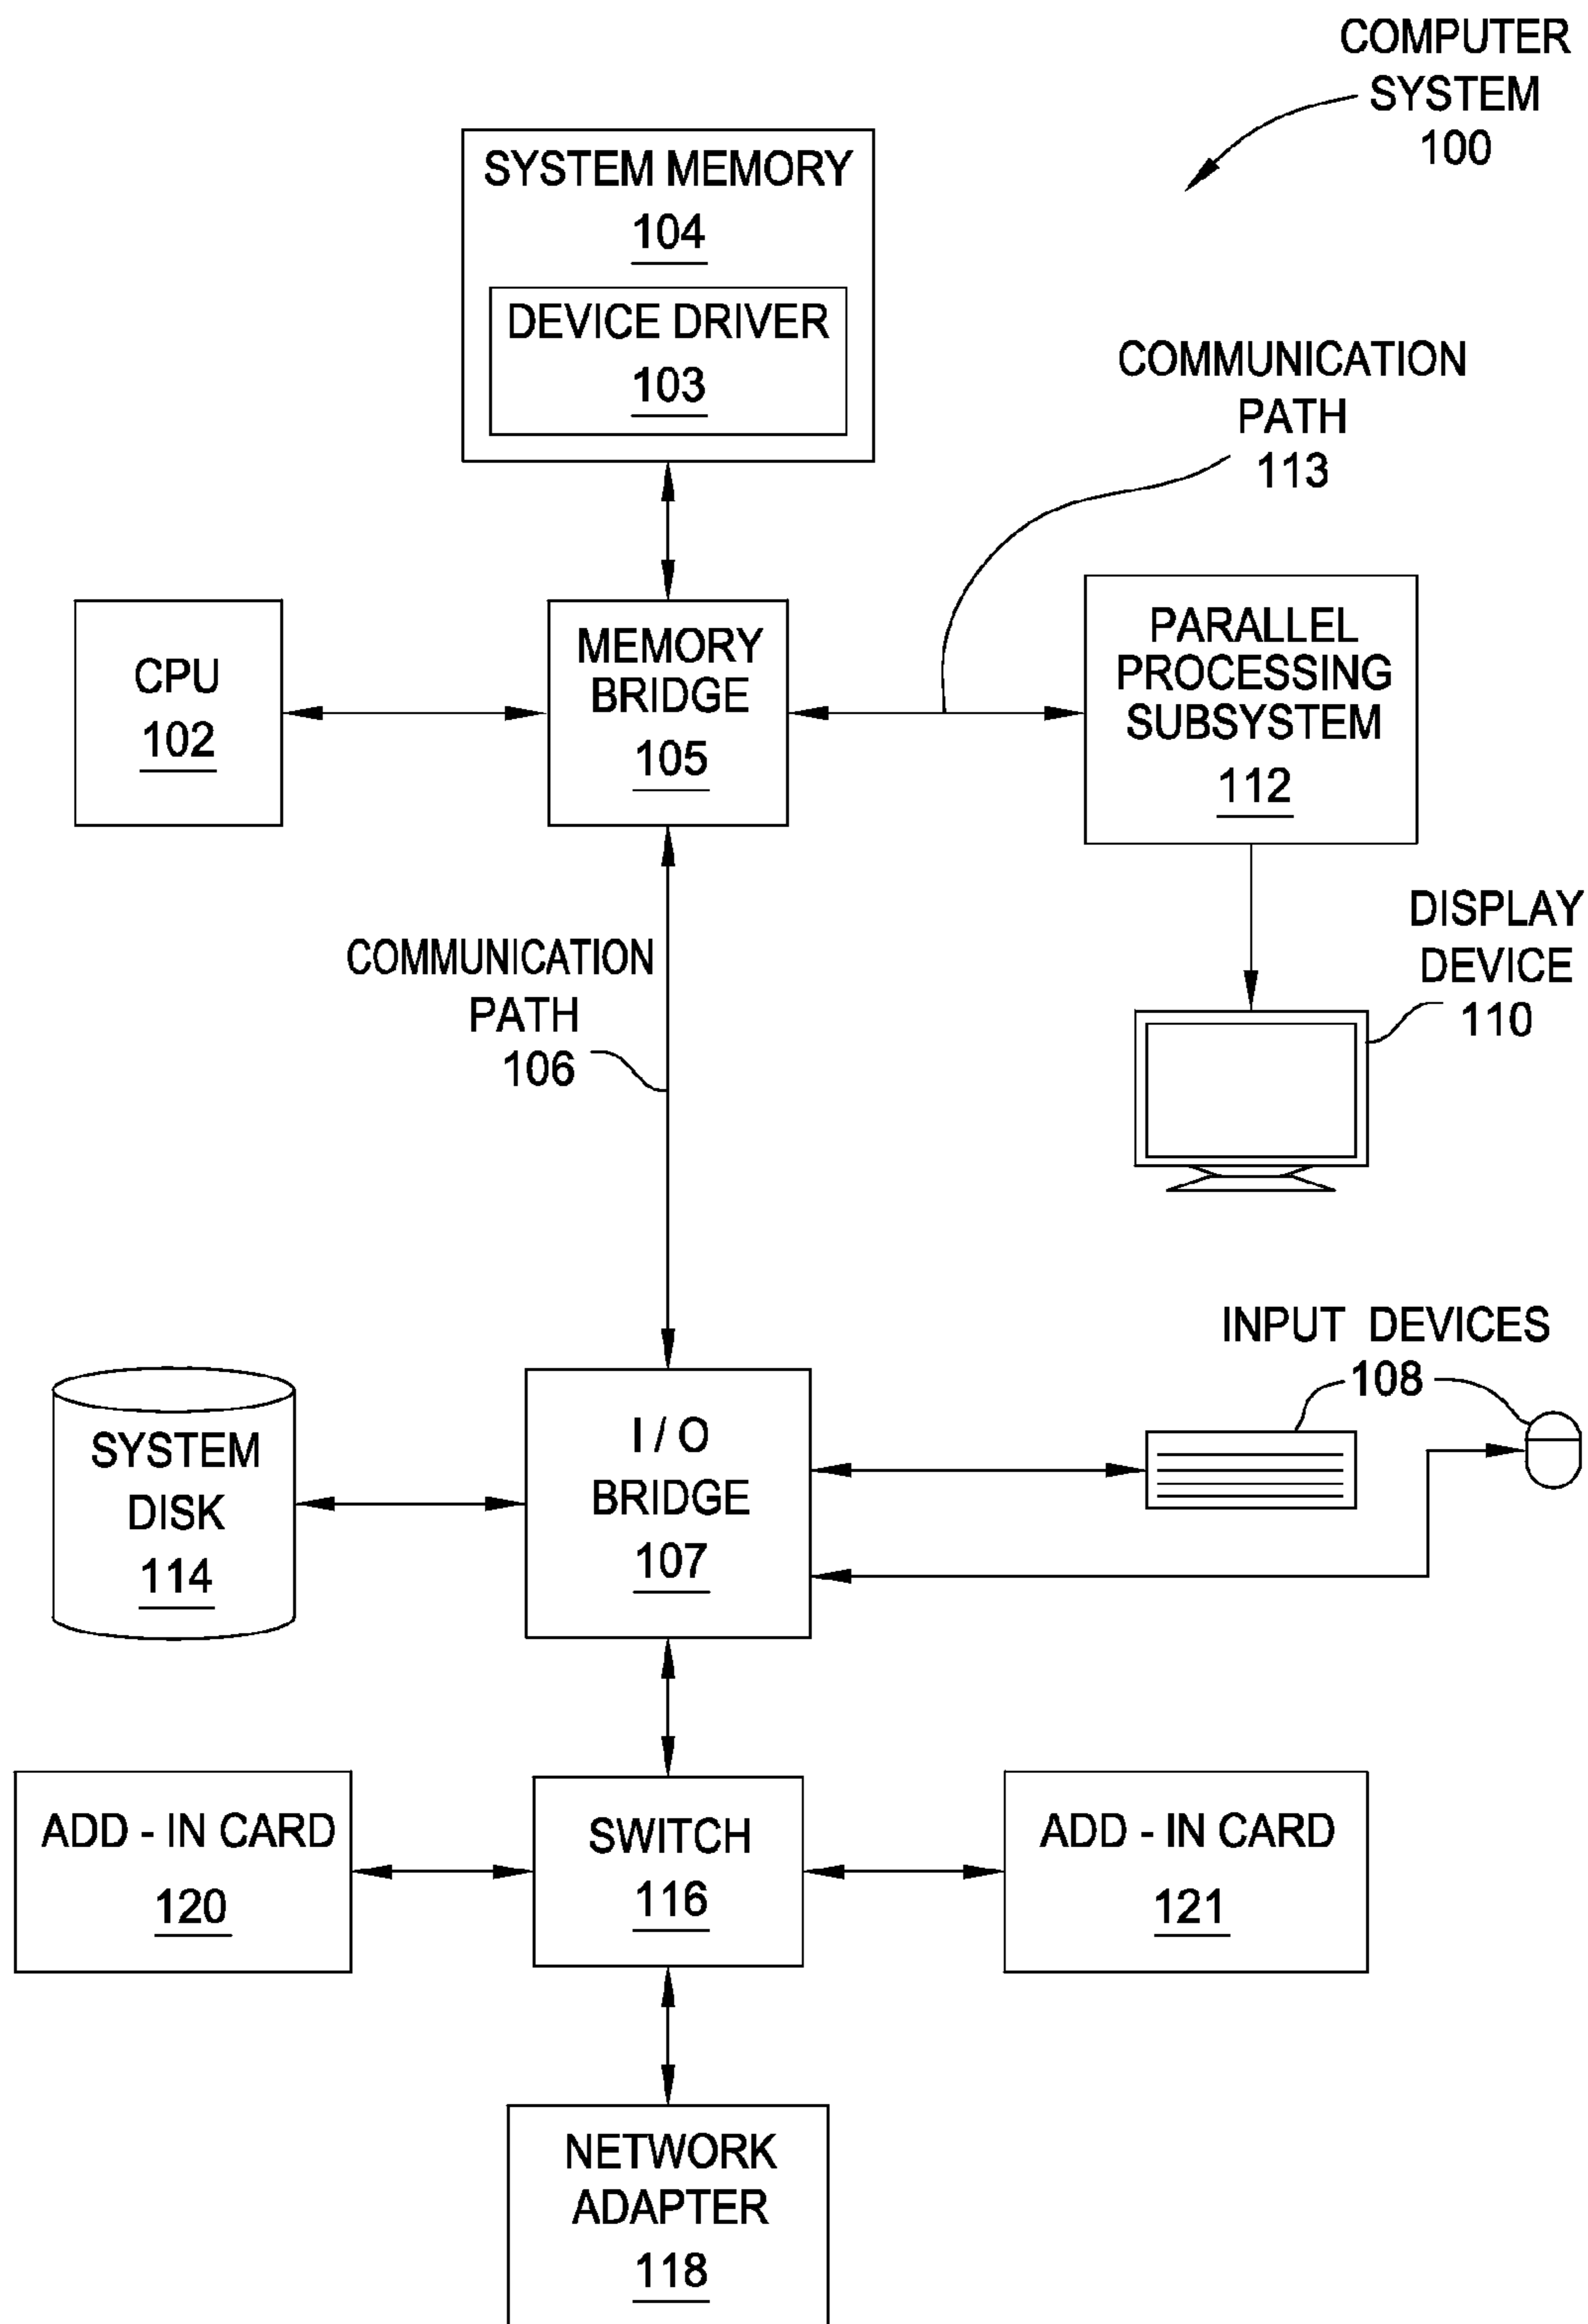 COMPUTER
SYSTEM
100
SYSTEM MEMORY
104
DEVICE DRIVER
103
COMMUNICATION
PATH
113
CPU
102
MEMORY
BRIDGE
105
PARALLEL
PROCESSING
SUBSYSTEM
112
COMMUNICATION
PATH
106
DISPLAY
DEVICE
110
INPUT DEVICES
108
SYSTEM
DISK
114
I / O
BRIDGE
107
ADD - IN CARD
120
SWITCH
116
ADD - IN CARD
121
NETWORK
ADAPTER
118